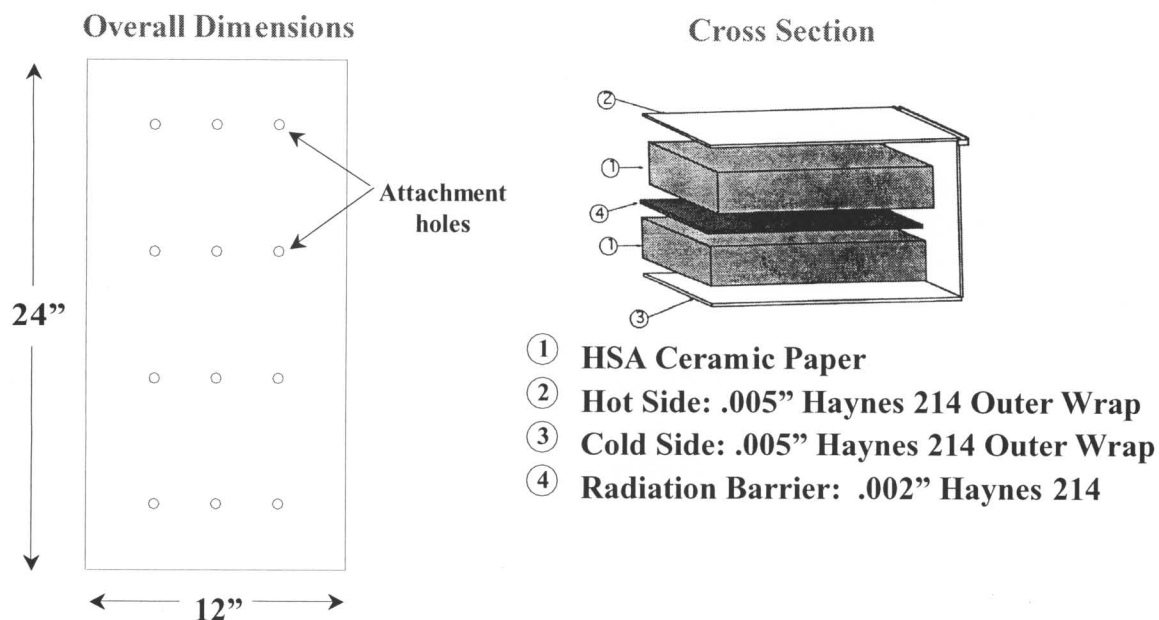 Overall Dimensions
Attachment
holes
24”
12”
Cross Section
2
1
4
1
3
① HSA Ceramic Paper
② Hot Side: .005” Haynes 214 Outer Wrap
③ Cold Side: .005” Haynes 214 Outer Wrap
④ Radiation Barrier: .002” Haynes 214